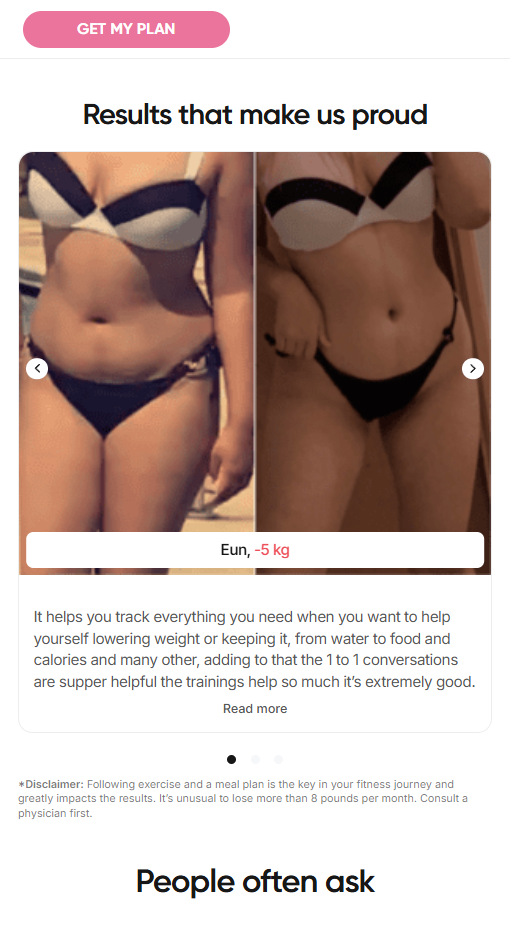 GET MY PLAN
Results that make us proud
Eun, -5 kg
It helps you track everything you need when you want to help
yourself lowering weight or keeping it, from water to food and
calories and many other, adding to that the 1 to 1 conversations
are supper helpful the trainings help so much it’s extremely good.
Read more
*Disclaimer: Following exercise and a meal plan is the key in your fitness journey and
greatly impacts the results. It’s unusual to lose more than 8 pounds per month. Consult a
physician first.
People often ask